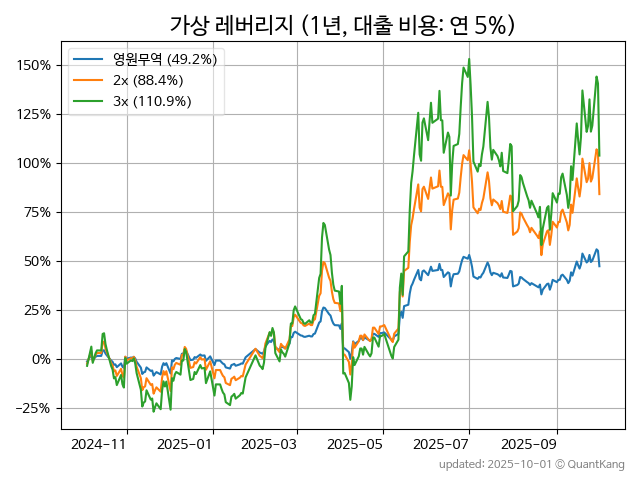 가상 레버리지 (1년, 대출 비용: 연 5%)
영원무역 (49.2%)
2x (88.4%)
3x (110.9%)
150%
125%
100%
75%
50%
25%
0%
−25%
2024-11
2025-01
2025-03
2025-05
2025-07
2025-09
updated: 2025-10-01 © QuantKang